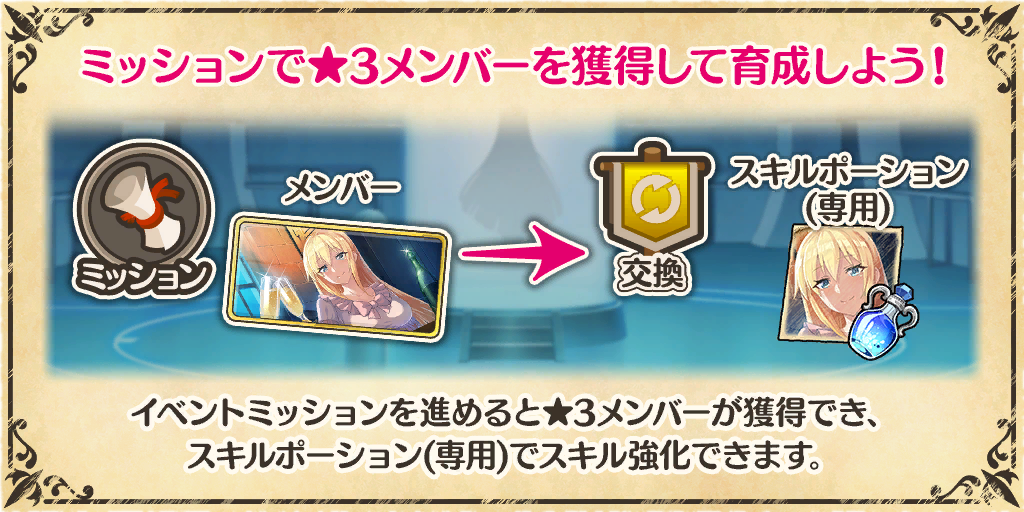 ミッションで★3メンバーを獲得して育成しよう!
メンバー
スキルポーション
(専用)
ミッション
交換
イベントミッションを進めると★3メンバーが獲得でき、
スキルポーション(専用)でスキル強化できます。